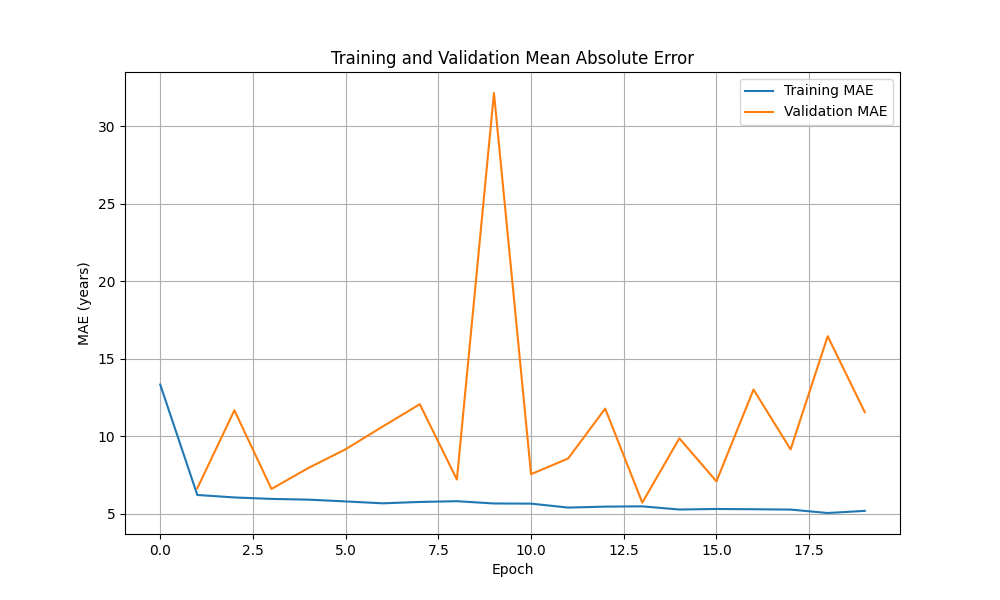 Training and Validation Mean Absolute Error
Training MAE
Validation MAE
MAE (years)
30
25
20
15
10
5
0.0 2.5 5.0 7.5 10.0 12.5 15.0 17.5
Epoch